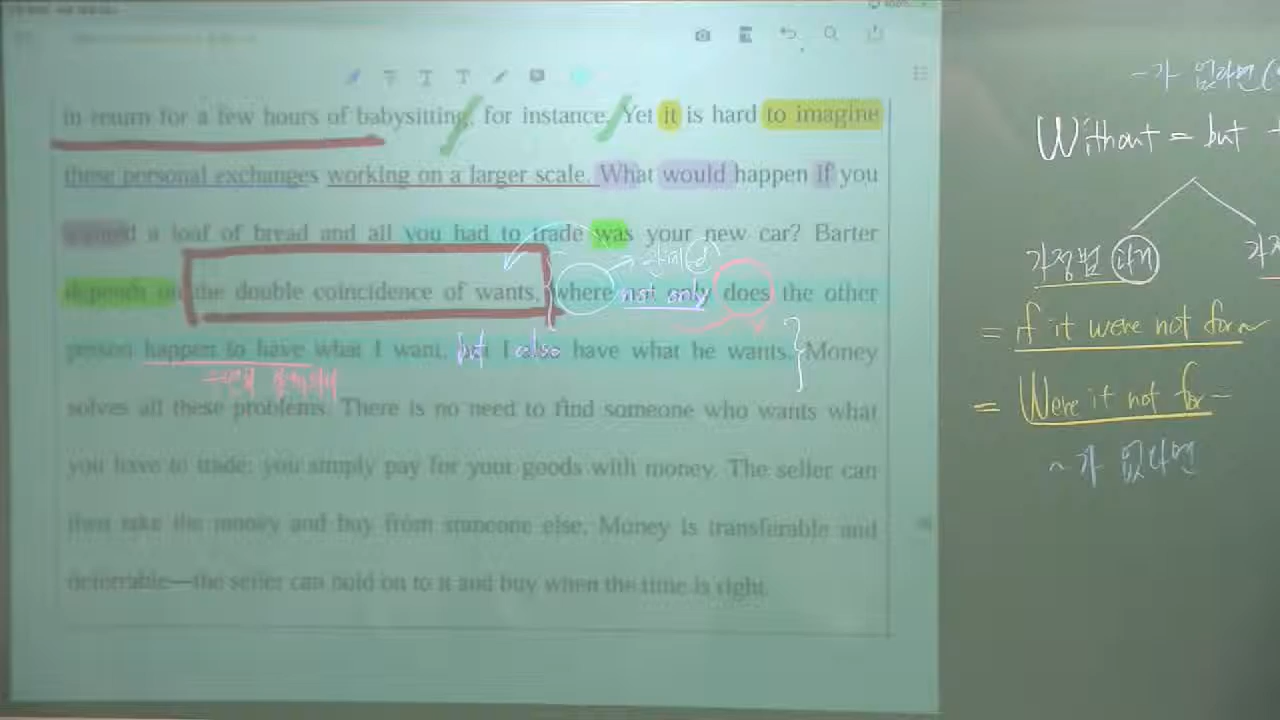 in return for a few hours of babysitting, for instance. Yet it is hard to imagine
these personal exchanges working on a larger scale. What would happen if you
wanted a loaf of bread and all you had to trade was your new car? Barter
depends on the double coincidence of wants, where not only does the other
person happen to have what I want, but I also have what he wants. Money
solves all these problems. There is no need to find someone who wants what
you have to trade; you simply pay for your goods with money. The seller can
then take the money and buy from someone else. Money is transferable and
deferrable—the seller can hold on to it and buy when the time is right.
~가 없다면(
Without = but
가정법 과거
= if it were not for~
= Were it not for~
~가 없다면